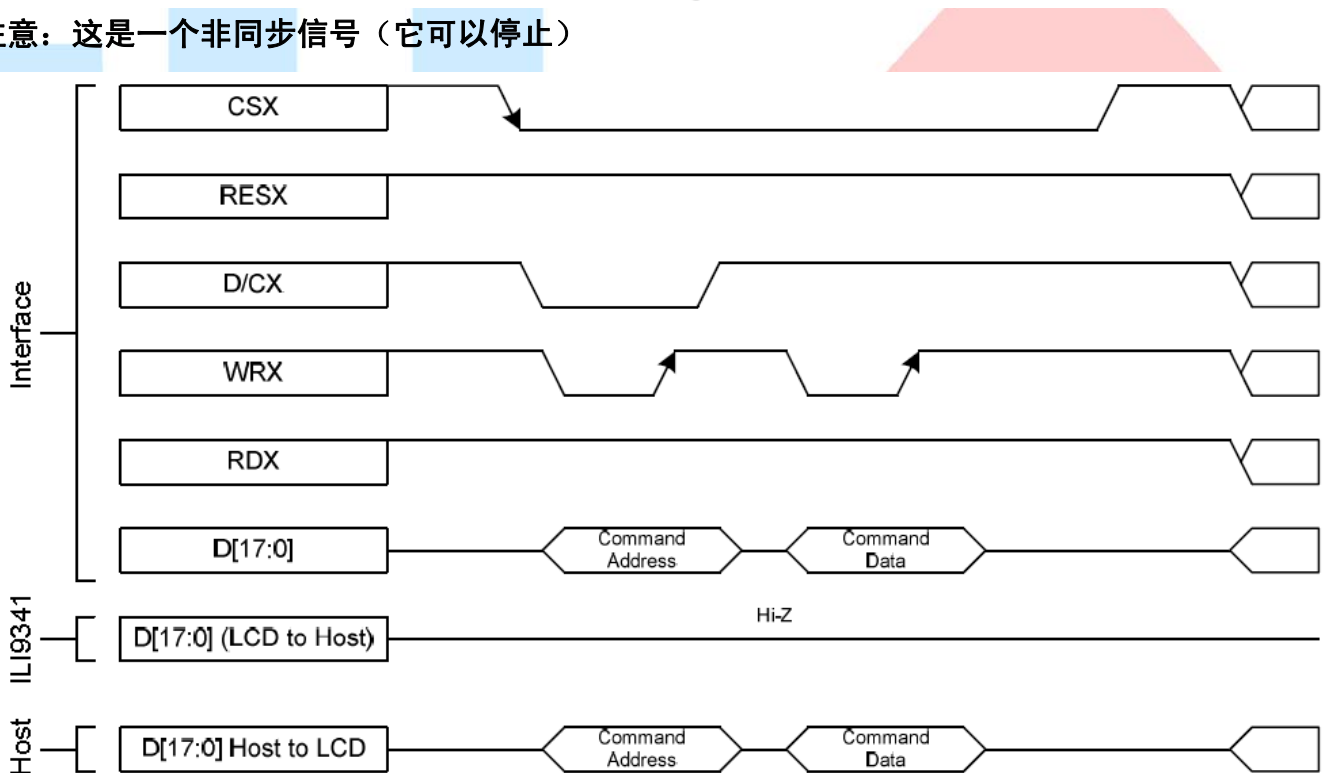 注意：这是一个非同步信号（它可以停止）
Interface
CSX
RESX
D/CX
WRX
RDX
D[17:0]
Command
Address
Command
Data
ILI9341
D[17:0] (LCD to Host)
Hi-Z
Host
D[17:0] Host to LCD
Command
Address
Command
Data